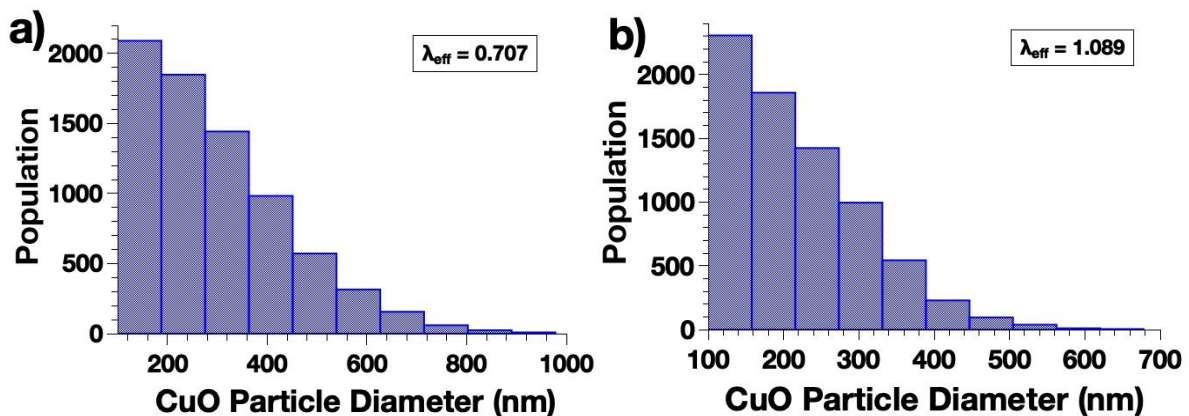 a)
λeff = 0.707
Population
2000
1500
1000
500
0
200 400 600 800 1000
CuO Particle Diameter (nm)
b)
λeff = 1.089
Population
2000
1500
1000
500
0
100 200 300 400 500 600 700
CuO Particle Diameter (nm)